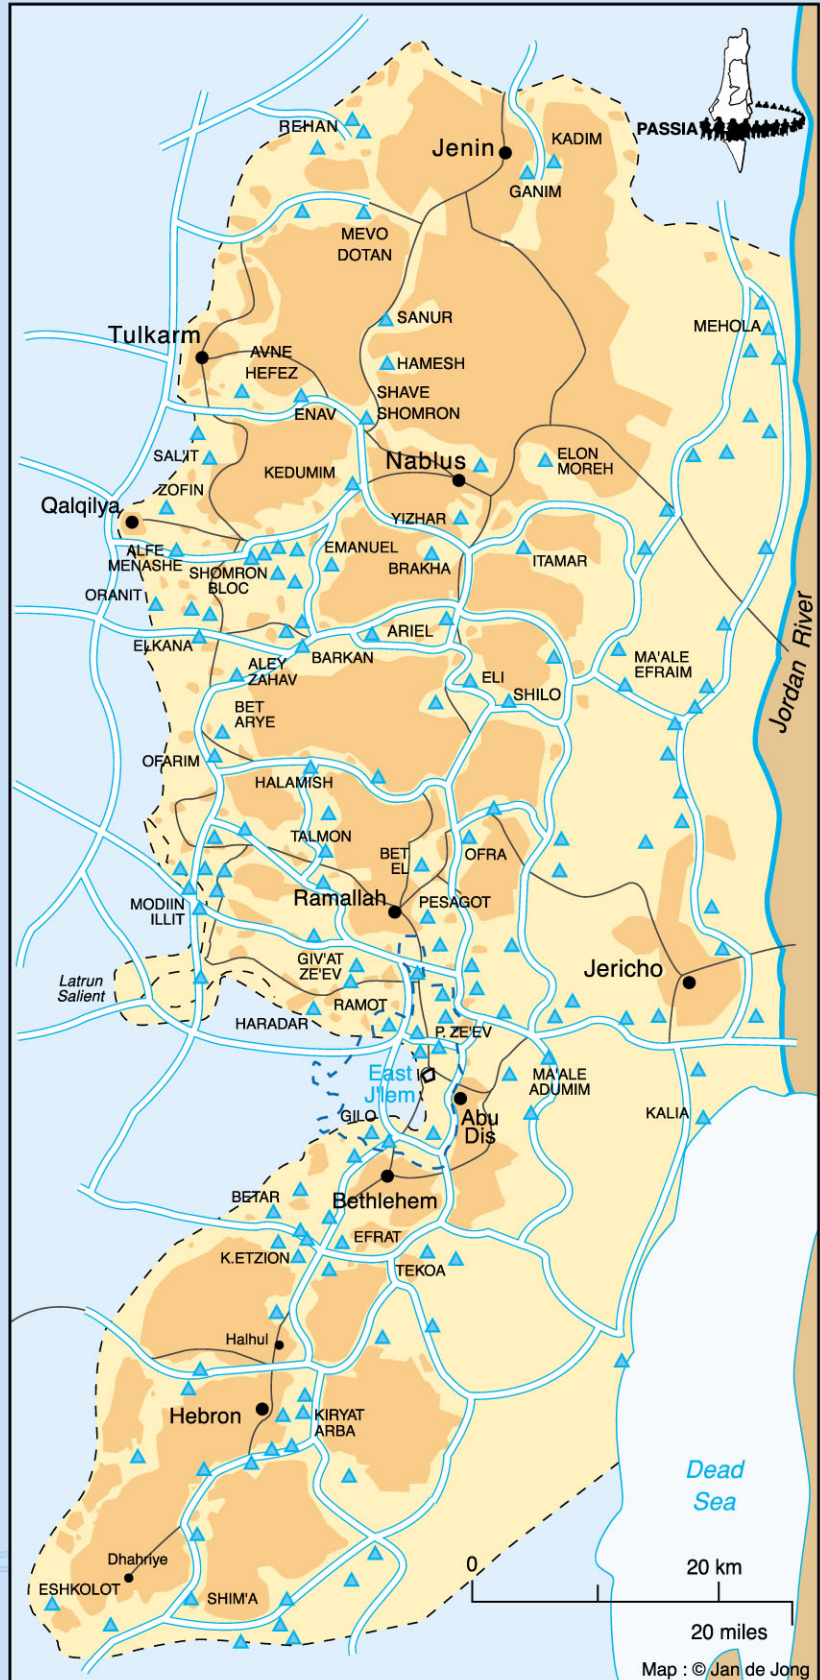 REHAN
Jenin
KADIM
PASSIA
GANIM
MEVO
DOTAN
SANUR
MEHOLA
Tulkarm
AVNE
HEFEZ
HAMESH
SHAVE
SHOMRON
ENAV
SAL'IT
KEDUMIM
Nablus
ELON
MOREH
ZOFIN
Qalqilya
YIZHAR
ALFE
MENASHE
EMANUEL
BRAKHA
ITAMAR
SHOMRON
BLOC
ORANIT
ELKANA
ARIEL
BARKAN
MA'ALE
EFRAIM
Jordan River
ALEY
ZAHAV
ELI
SHILO
BET
ARYE
OFARIM
HALAMISH
TALMON
BET
EL
OFRA
Ramallah
PESAGOT
MODIIN
ILLIT
GIV'AT
ZE'EV
Jericho
Latrun
Salient
RAMOT
HARADAR
P. ZE'EV
East
J'lem
MA'ALE
ADUMIM
GILO
Abu
Dis
KALIA
Bethlehem
BETAR
EFRAT
K.ETZION
TEKOA
Halhul
Hebron
KIRYAT
ARBA
Dead
Sea
Dhahriye
ESHKOLOT
SHIM'A
0
20 km
20 miles
Map : © Jan de Jong